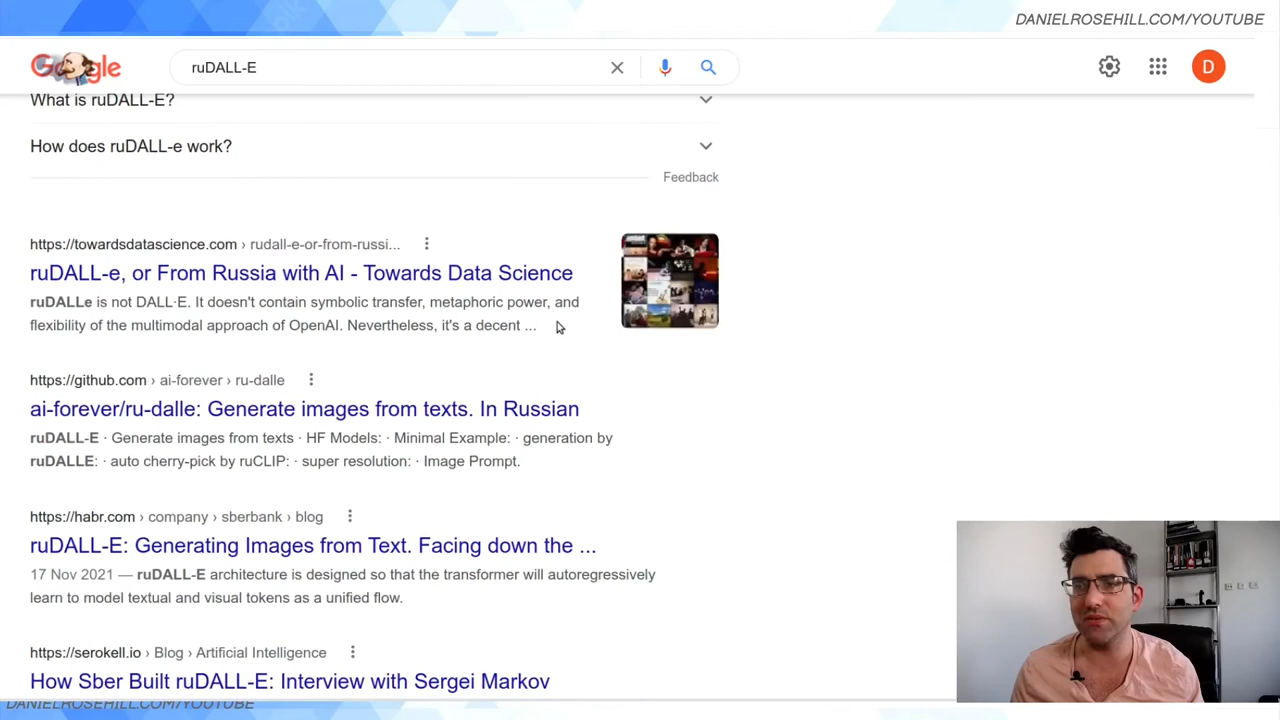 DANIELROSEHILL.COM/YOUTUBE
Google
ruDALL-E
D
What is ruDALL-E?
How does ruDALL-e work?
Feedback
https://towardsdatascience.com › rudall-e-or-from-russi...
ruDALL-e, or From Russia with AI - Towards Data Science
ruDALLe is not DALL·E. It doesn't contain symbolic transfer, metaphoric power, and
flexibility of the multimodal approach of OpenAI. Nevertheless, it's a decent ...
https://github.com › ai-forever › ru-dalle
ai-forever/ru-dalle: Generate images from texts. In Russian
ruDALL-E · Generate images from texts · HF Models: · Minimal Example: · generation by
ruDALLE: · auto cherry-pick by ruCLIP: · super resolution: · Image Prompt.
https://habr.com › company › sberbank › blog
ruDALL-E: Generating Images from Text. Facing down the ...
17 Nov 2021 — ruDALL-E architecture is designed so that the transformer will autoregressively
learn to model textual and visual tokens as a unified flow.
https://serokell.io › Blog › Artificial Intelligence
How Sber Built ruDALL-E: Interview with Sergei Markov
DANIELROSEHILL.COM/YOUTUBE